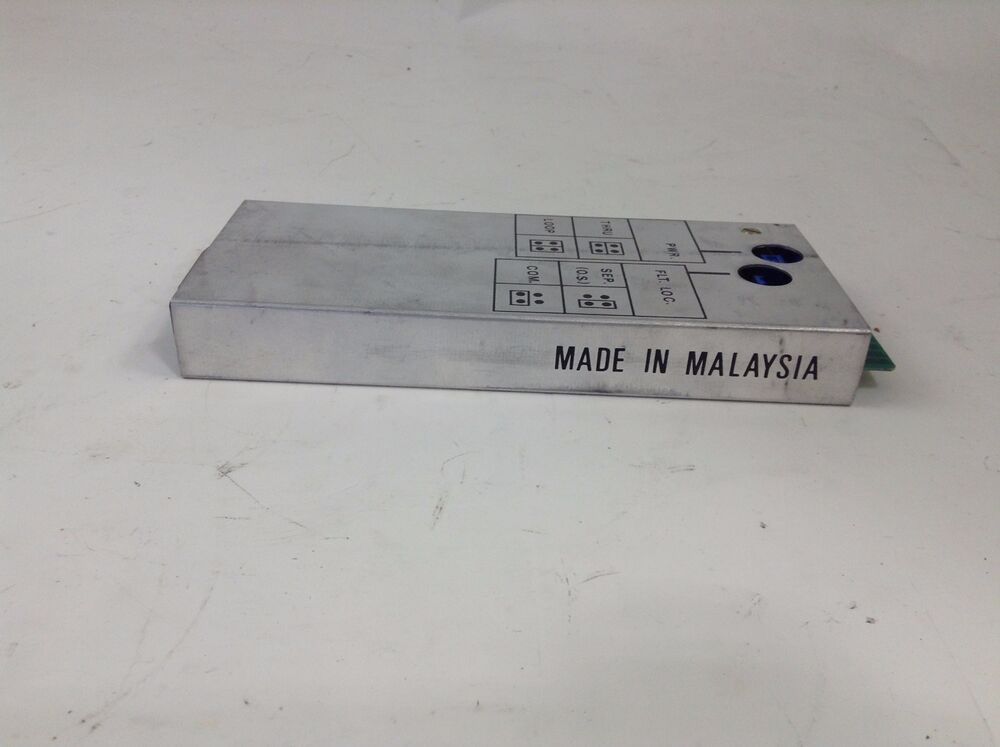 PWR.
THRU
LOOP
FLT. LOC.
SEP.
(O.S)
COM.
MADE IN MALAYSIA